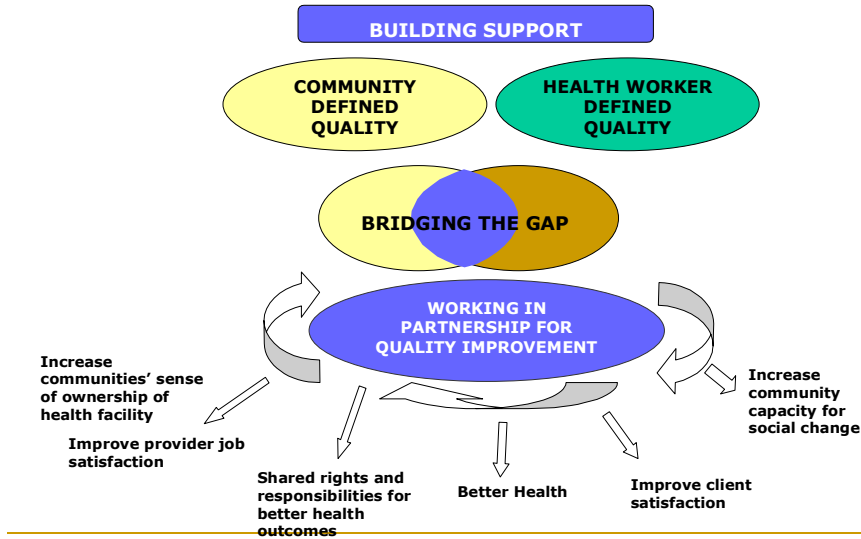 BUILDING SUPPORT
COMMUNITY
DEFINED
QUALITY
HEALTH WORKER
DEFINED
QUALITY
BRIDGING THE GAP
WORKING IN
PARTNERSHIP FOR
QUALITY IMPROVEMENT
Increase
communities’ sense
of ownership of
health facility
Improve provider job
satisfaction
Shared rights and
responsibilities for
better health
outcomes
Better Health
Improve client
satisfaction
Increase
community
capacity for
social change